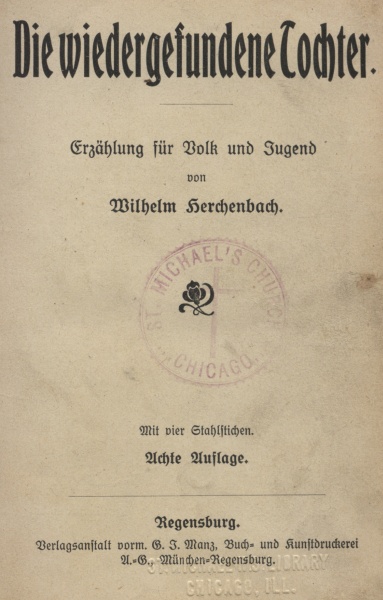 Die wiedergefundene Tochter.
Erzählung für Volk und Jugend
von
Wilhelm Herchenbach.
ST. MICHAEL'S CHURCH
CHICAGO
Mit vier Stahlstichen.
Achte Auflage.
Regensburg.
Verlagsanstalt vorm. G. J. Manz, Buch- und Kunstdruckerei
A.-G., München-Regensburg.
LIBRARY
CHICAGO, ILL.